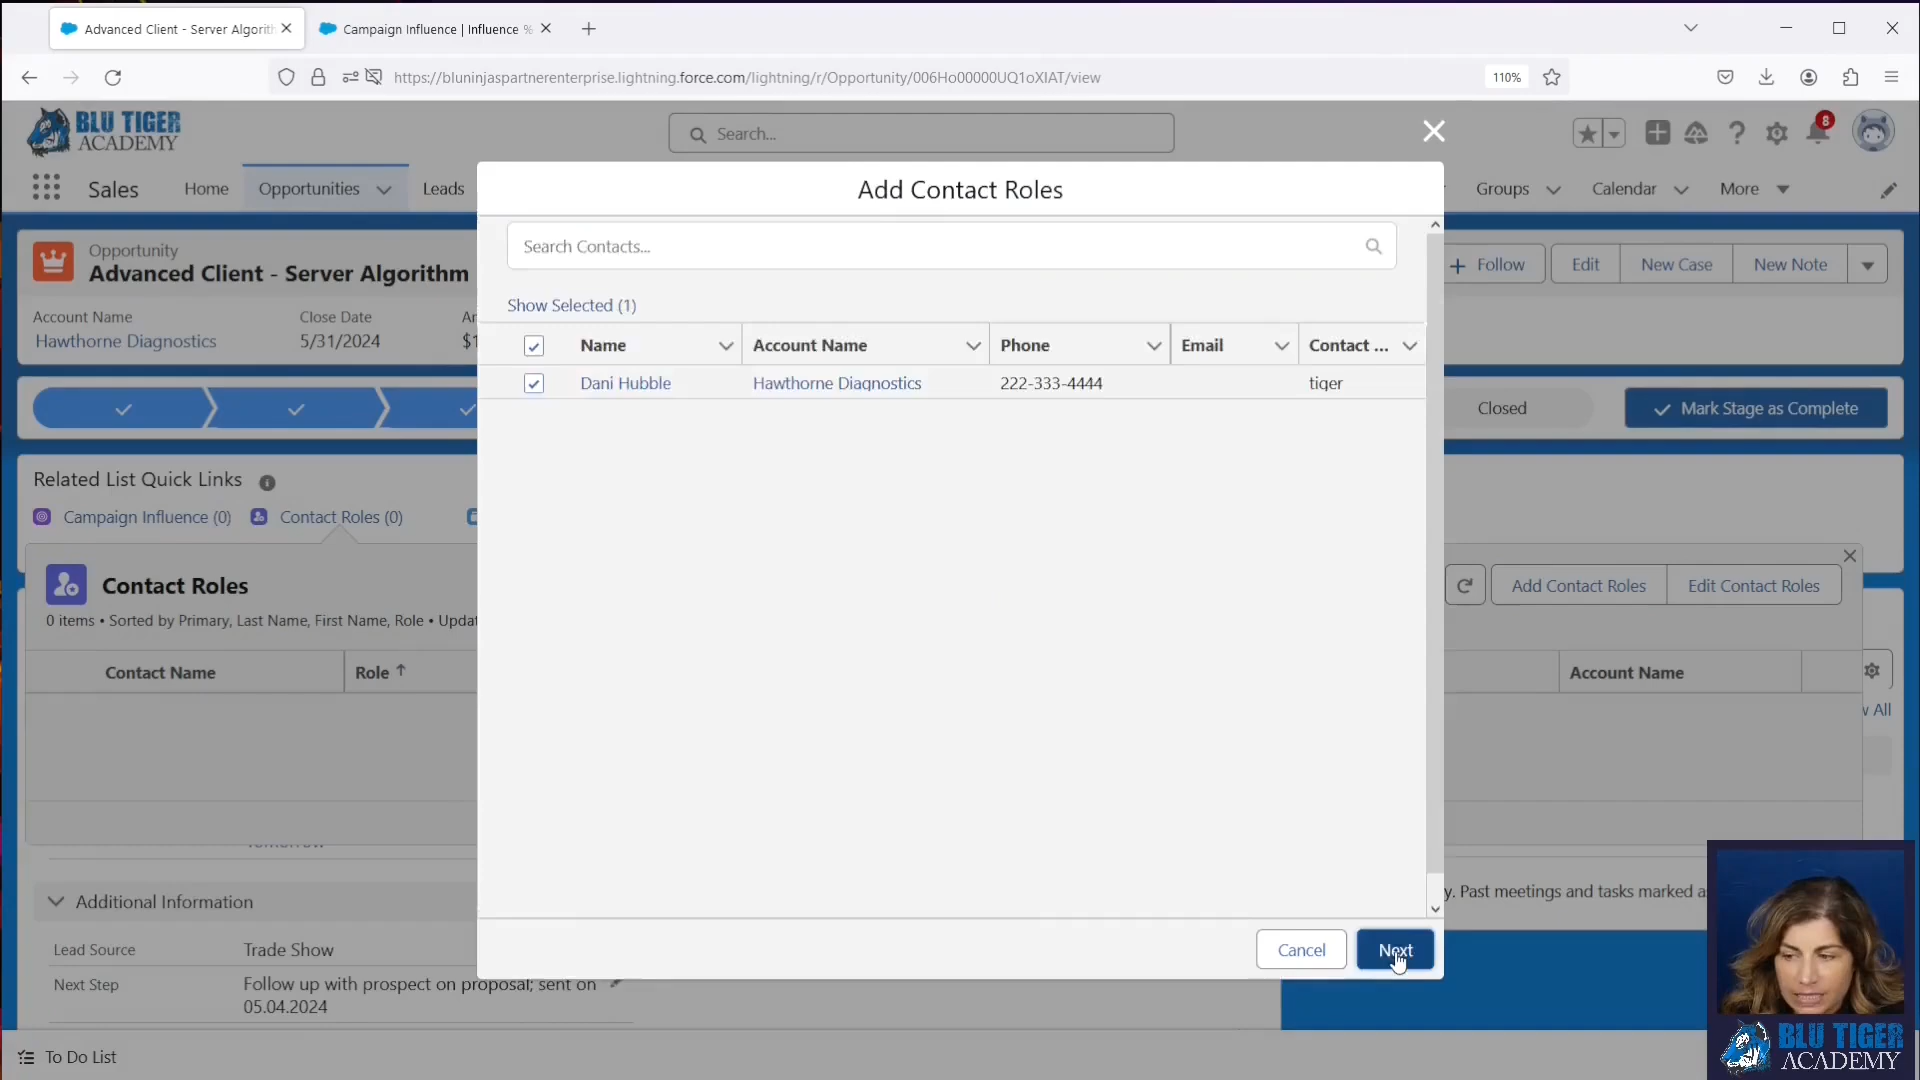 Advanced Client - Server Algorith
Campaign Influence | Influence %
https://bluninjaspartnerenterprise.lightning.force.com/lightning/r/Opportunity/006Ho00000UQ1oXIAT/view
110%
BLU TIGER
ACADEMY
Search...
8
Sales
Home
Opportunities
Leads
Groups
Calendar
More
Add Contact Roles
Search Contacts...
Show Selected (1)
Name Account Name Phone Email Contact ...
Dani Hubble Hawthorne Diagnostics 222-333-4444 tiger
Cancel
Next
Opportunity
Advanced Client - Server Algorithm
Follow
Edit
New Case
New Note
Account Name
Close Date
Hawthorne Diagnostics
5/31/2024
Closed
Mark Stage as Complete
Related List Quick Links
Campaign Influence (0)
Contact Roles (0)
Contact Roles
0 items • Sorted by Primary, Last Name, First Name, Role •
Add Contact Roles
Edit Contact Roles
Contact Name
Role
Account Name
All
Additional Information
Past meetings and tasks marked
Lead Source
Trade Show
Next Step
Follow up with prospect on proposal; sent on
05.04.2024
To Do List
BLU TIGER
ACADEMY